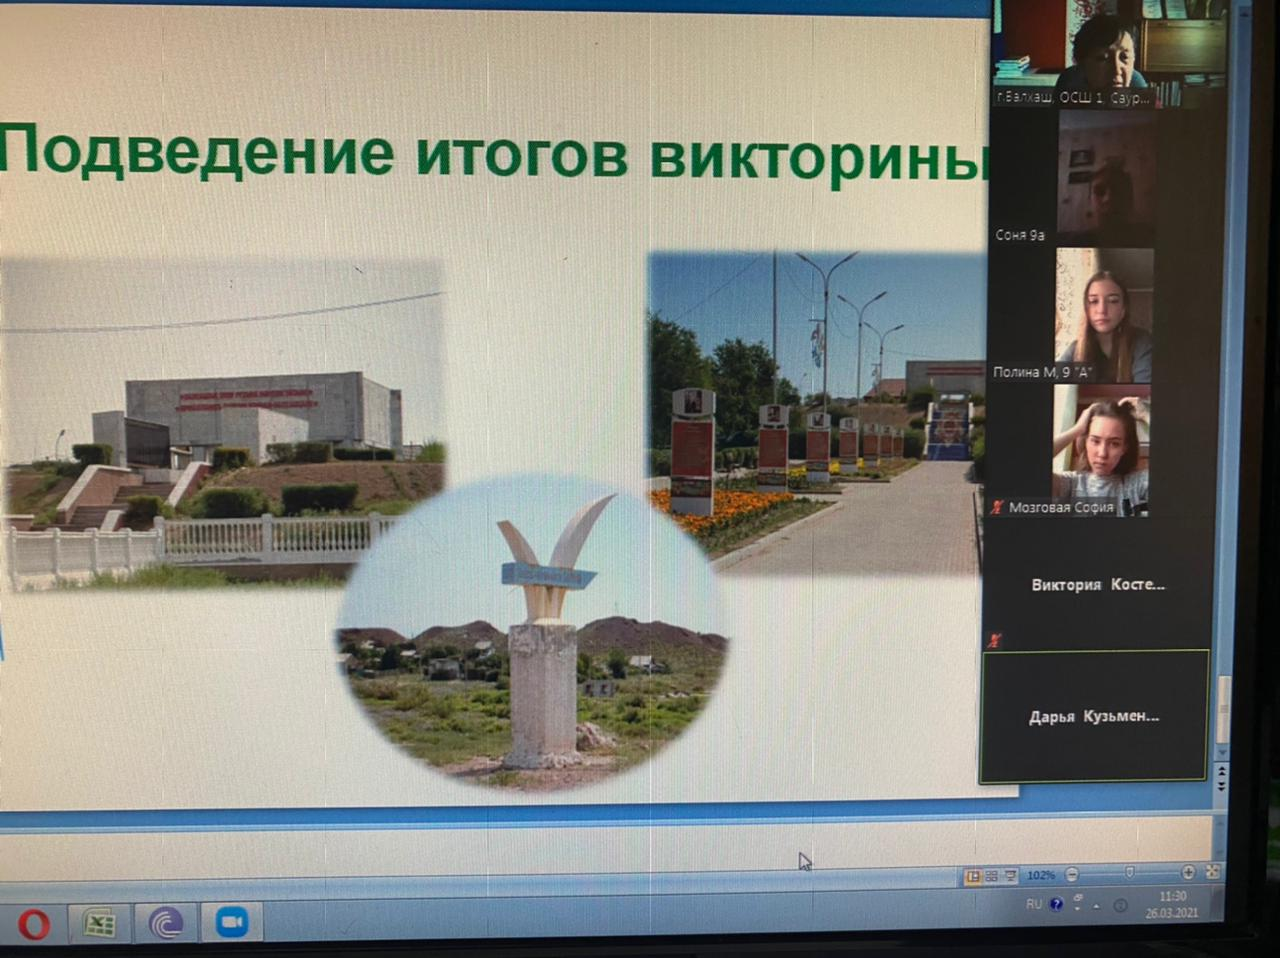 Подведение итогов викторины
г.Балхаш, ОСШ 1, Саур...
Соня 9а
Полина М, 9 "А"
Мозговая София
Виктория Косте...
Дарья Кузьмен...
102%
RU
11:30
26.03.2021